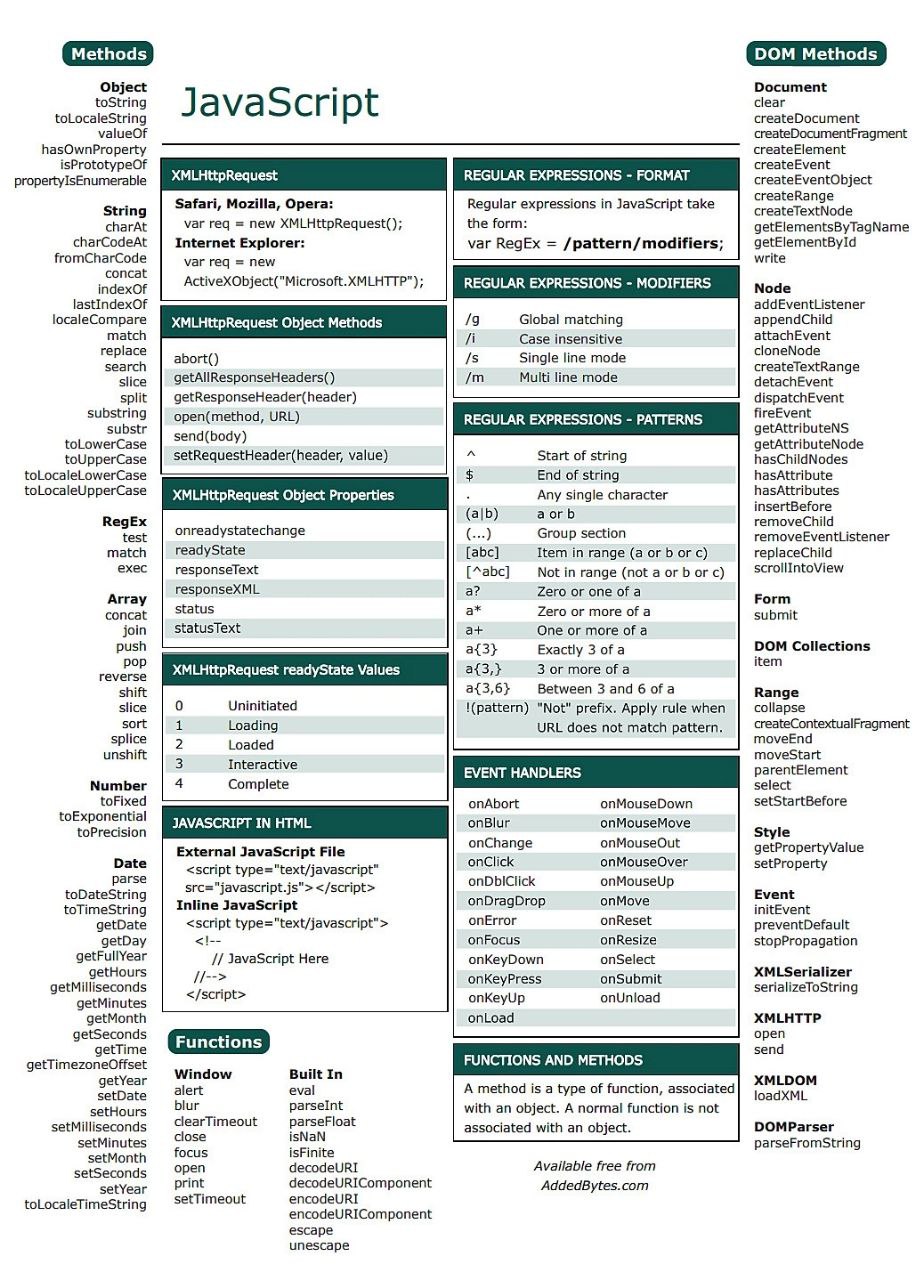 Methods
Object
toString
toLocaleString
valueOf
hasOwnProperty
isPrototypeOf
propertyIsEnumerable
String
charAt
charCodeAt
fromCharCode
concat
indexOf
lastIndexOf
localeCompare
match
replace
search
slice
split
substring
substr
toLowerCase
toUpperCase
toLocaleLowerCase
toLocaleUpperCase
RegEx
test
match
exec
Array
concat
join
push
pop
reverse
shift
slice
sort
splice
unshift
Number
toFixed
toExponential
toPrecision
Date
parse
toDateString
toTimeString
getDate
getDay
getFullYear
getHours
getMilliseconds
getMinutes
getMonth
getSeconds
getTime
getTimezoneOffset
getYear
setDate
setHours
setMilliseconds
setMinutes
setMonth
setSeconds
setYear
toLocaleTimeString
JavaScript
XMLHttpRequest
Safari, Mozilla, Opera:
var req = new XMLHttpRequest();
Internet Explorer:
var req = new
ActiveXObject("Microsoft.XMLHTTP");
XMLHttpRequest Object Methods
abort()
getAllResponseHeaders()
getResponseHeader(header)
open(method, URL)
send(body)
setRequestHeader(header, value)
XMLHttpRequest Object Properties
onreadystatechange
readyState
responseText
responseXML
status
statusText
XMLHttpRequest readyState Values
0 Uninitiated
1 Loading
2 Loaded
3 Interactive
4 Complete
JAVASCRIPT IN HTML
External JavaScript File
<script type="text/javascript"
src="javascript.js"></script>
Inline JavaScript
<script type="text/javascript">
<!--
// JavaScript Here
//-->
</script>
Functions
Window
alert
blur
clearTimeout
close
focus
open
print
setTimeout
Built In
eval
parseInt
parseFloat
isNaN
isFinite
decodeURI
decodeURIComponent
encodeURI
encodeURIComponent
escape
unescape
REGULAR EXPRESSIONS - FORMAT
Regular expressions in JavaScript take
the form:
var RegEx = /pattern/modifiers;
REGULAR EXPRESSIONS - MODIFIERS
/g Global matching
/i Case insensitive
/s Single line mode
/m Multi line mode
REGULAR EXPRESSIONS - PATTERNS
^ Start of string
$ End of string
. Any single character
(a|b) a or b
(...) Group section
[abc] Item in range (a or b or c)
[^abc] Not in range (not a or b or c)
a? Zero or one of a
a* Zero or more of a
a+ One or more of a
a{3} Exactly 3 of a
a{3,} 3 or more of a
a{3,6} Between 3 and 6 of a
!(pattern) "Not" prefix. Apply rule when
URL does not match pattern.
EVENT HANDLERS
onAbort onMouseDown
onBlur onMouseMove
onChange onMouseOut
onClick onMouseOver
onDblClick onMouseUp
onDragDrop onMove
onError onReset
onFocus onResize
onKeyDown onSelect
onKeyPress onSubmit
onKeyUp onUnload
onLoad
FUNCTIONS AND METHODS
A method is a type of function, associated
with an object. A normal function is not
associated with an object.
Available free from
AddedBytes.com
DOM Methods
Document
clear
createDocument
createDocumentFragment
createElement
createEvent
createEventObject
createRange
createTextNode
getElementsByTagName
getElementById
write
Node
addEventListener
appendChild
attachEvent
cloneNode
createTextRange
detachEvent
dispatchEvent
fireEvent
getAttributeNS
getAttributeNode
hasChildNodes
hasAttribute
hasAttributes
insertBefore
removeChild
removeEventListener
replaceChild
scrollIntoView
Form
submit
DOM Collections
item
Range
collapse
createContextualFragment
moveEnd
moveStart
parentElement
select
setStartBefore
Style
getPropertyValue
setProperty
Event
initEvent
preventDefault
stopPropagation
XMLSerializer
serializeToString
XMLHTTP
open
send
XMLDOM
loadXML
DOMParser
parseFromString